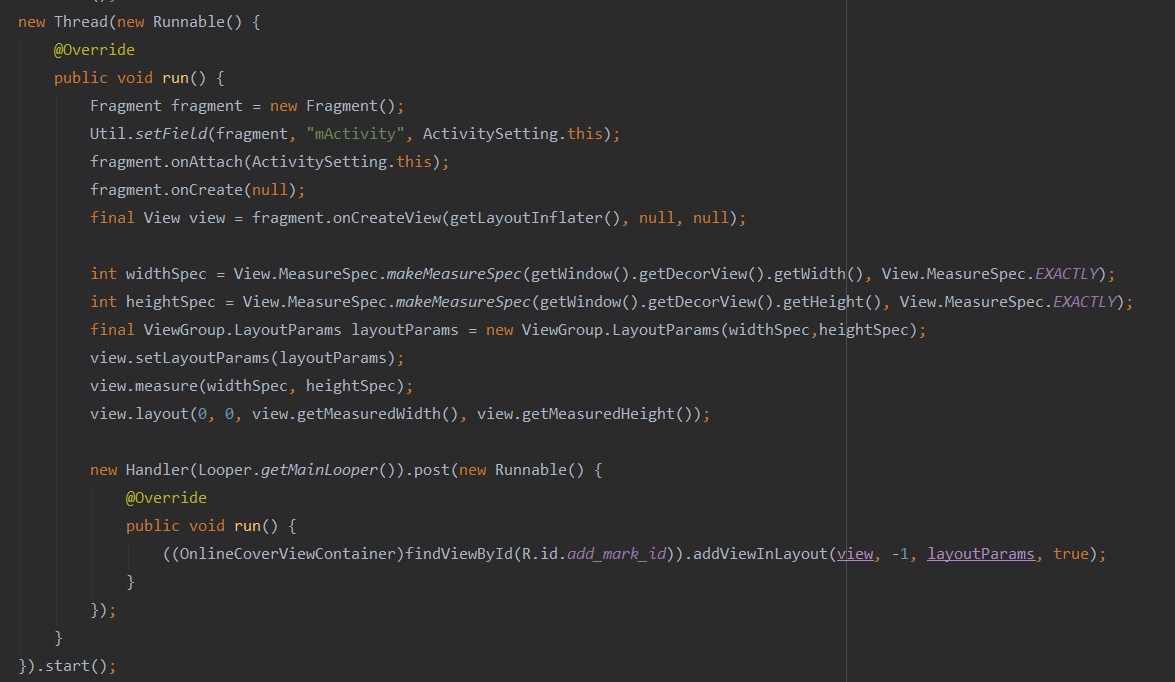 new Thread(new Runnable() {
@Override
public void run() {
Fragment fragment = new Fragment();
Util.setField(fragment, "mActivity", ActivitySetting.this);
fragment.onAttach(ActivitySetting.this);
fragment.onCreate(null);
final View view = fragment.onCreateView(getLayoutInflater(), null, null);
int widthSpec = View.MeasureSpec.makeMeasureSpec(getWindow().getDecorView().getWidth(), View.MeasureSpec.EXACTLY);
int heightSpec = View.MeasureSpec.makeMeasureSpec(getWindow().getDecorView().getHeight(), View.MeasureSpec.EXACTLY);
final ViewGroup.LayoutParams layoutParams = new ViewGroup.LayoutParams(widthSpec,heightSpec);
view.setLayoutParams(layoutParams);
view.measure(widthSpec, heightSpec);
view.layout(0, 0, view.getMeasuredWidth(), view.getMeasuredHeight());
new Handler(Looper.getMainLooper()).post(new Runnable() {
@Override
public void run() {
((OnlineCoverViewContainer)findViewById(R.id.add_mark_id)).addViewInLayout(view, -1, layoutParams, true);
}
});
}
}).start();